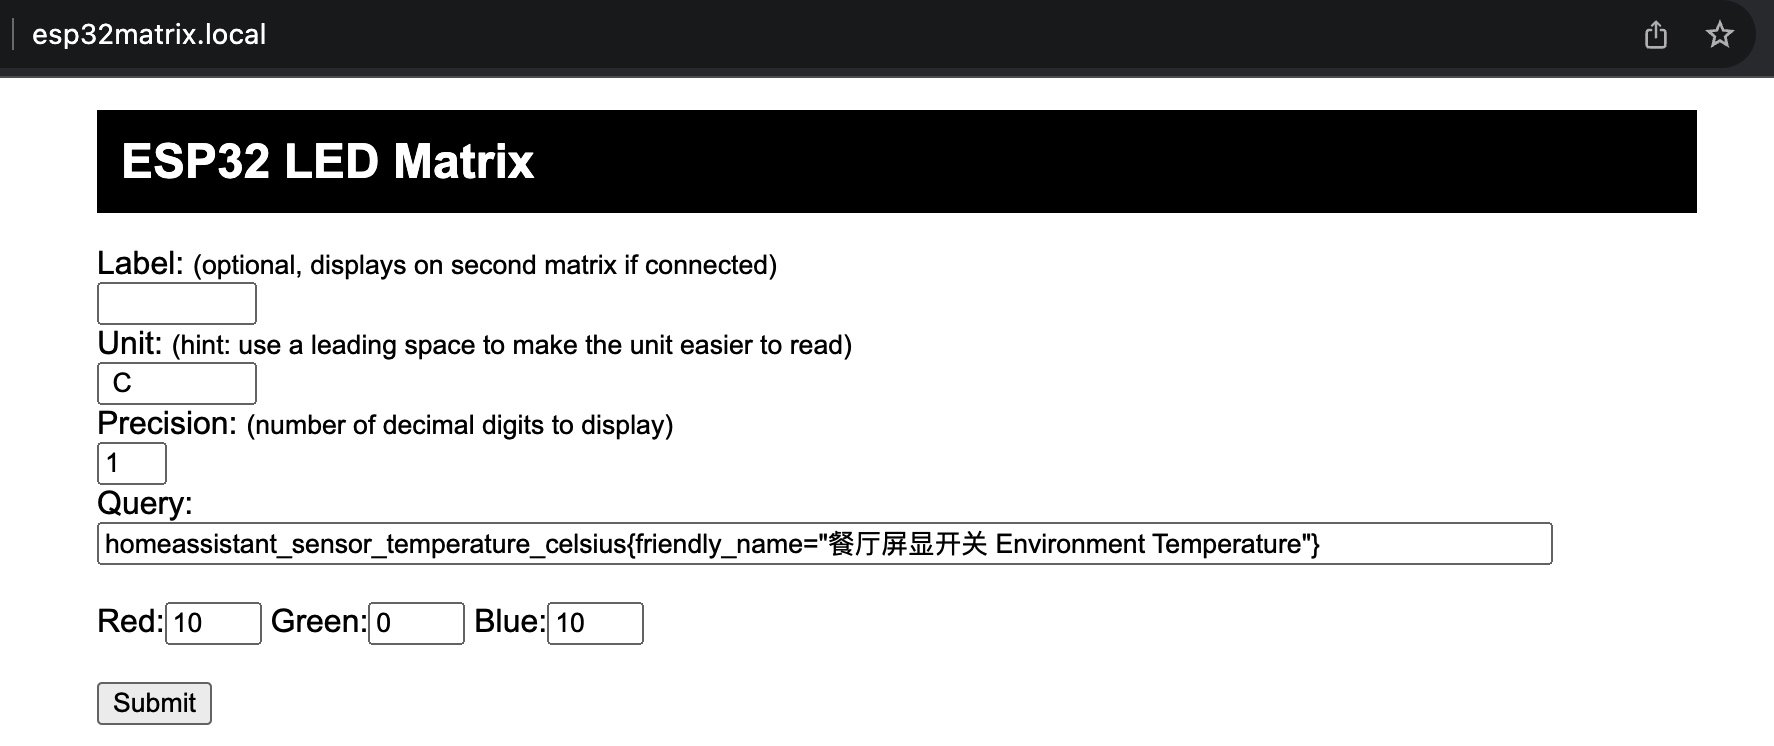 esp32matrix.local
ESP32 LED Matrix
Label: (optional, displays on second matrix if connected)
Unit: (hint: use a leading space to make the unit easier to read)
C
Precision: (number of decimal digits to display)
1
Query:
homeassistant_sensor_temperature_celsius{friendly_name="餐厅屏显开关 Environment Temperature"}
Red: 10 Green: 0 Blue: 10
Submit